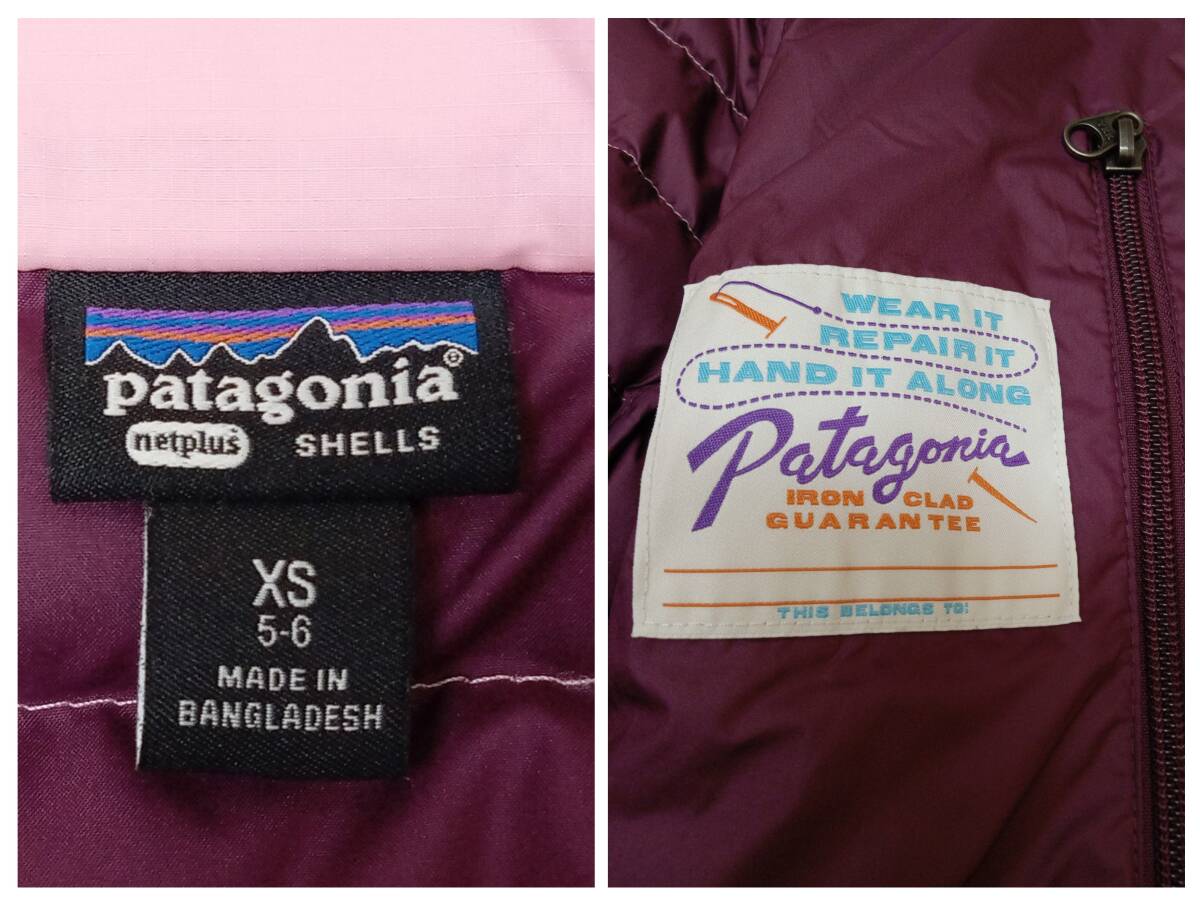 patagonia®
netplus® SHELLS
XS
5-6
MADE IN
BANGLADESH
WEAR IT
REPAIR IT
HAND IT ALONG
Patagonia
IRON CLAD
GUARANTEE
THIS BELONGS TO: